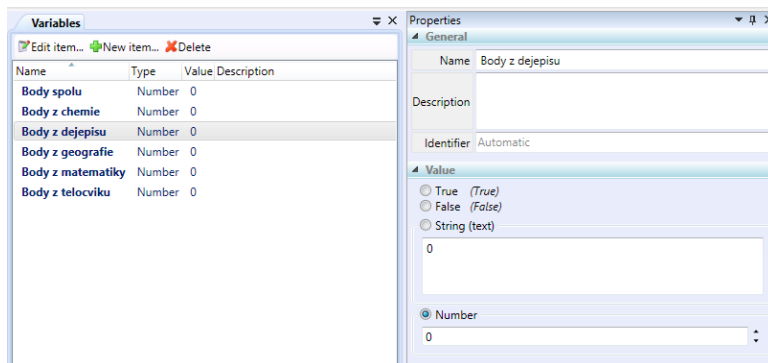 Variables
Edit item... New item... Delete
Name Type Value Description
Body spolu Number 0
Body z chemie Number 0
Body z dejepisu Number 0
Body z geografie Number 0
Body z matematiky Number 0
Body z telocviku Number 0
Properties
General
Name Body z dejepisu
Description
Identifier Automatic
Value
True (True)
False (False)
String (text)
0
Number
0